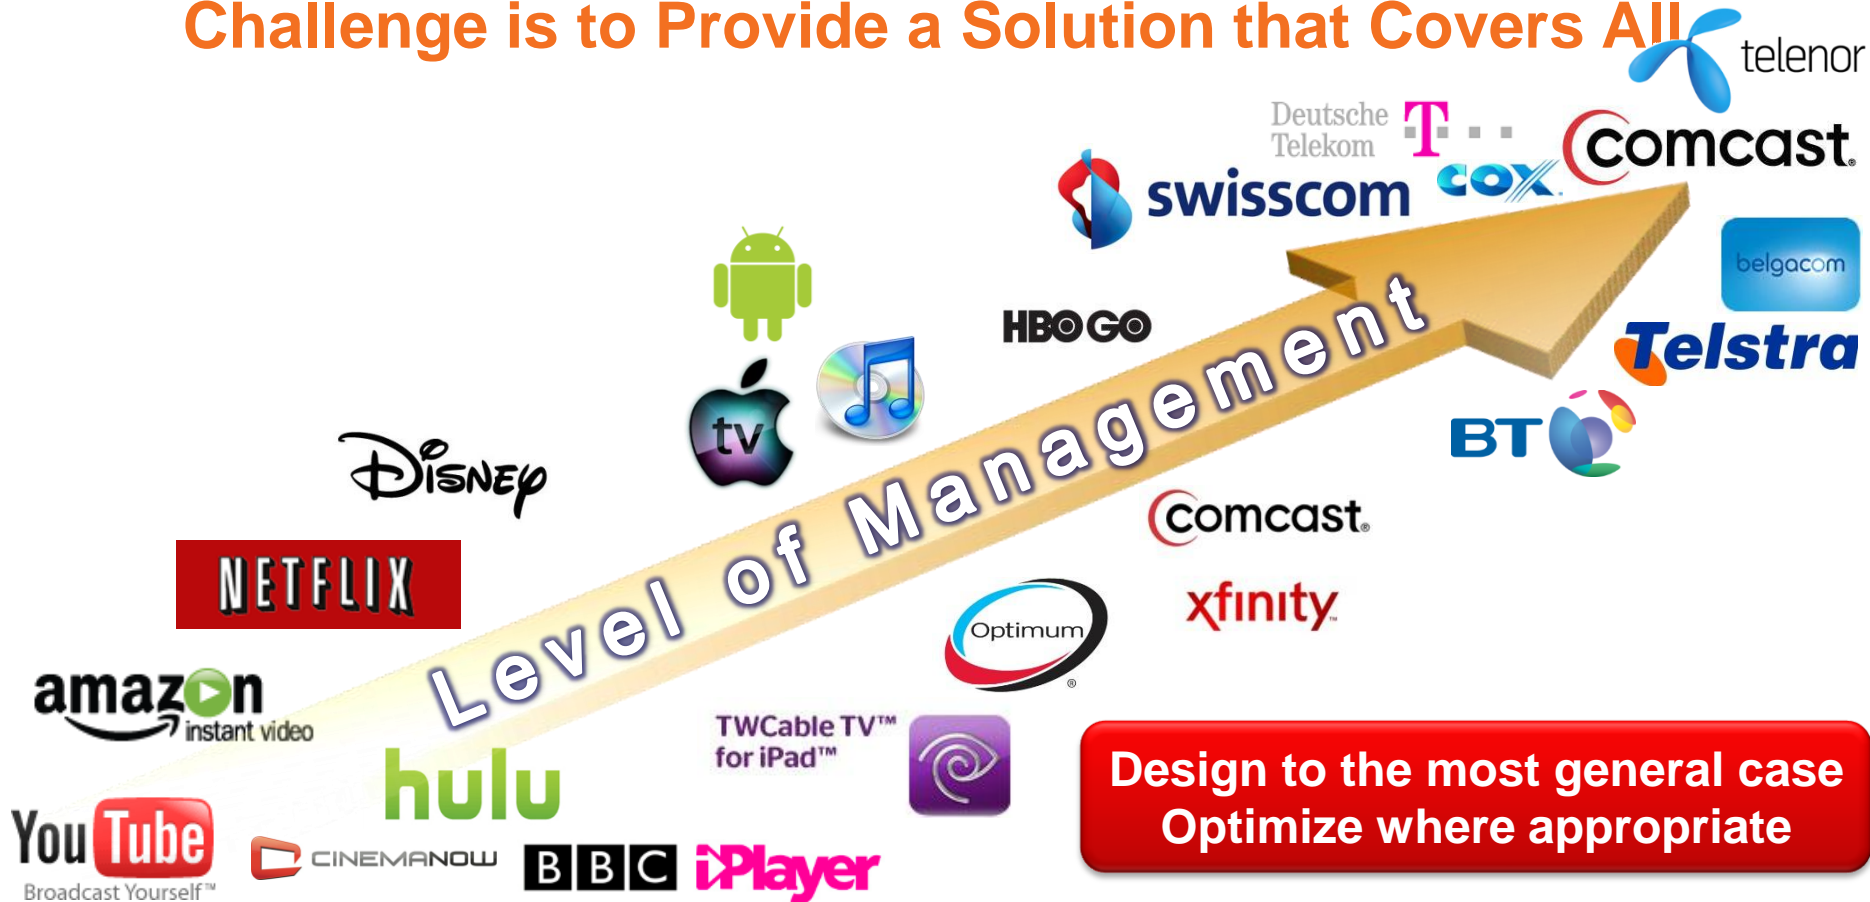 Challenge is to Provide a Solution that Covers All
telenor
Deutsche
Telekom
T
comcast.
swisscom
cox
belgacom
HBO GO
Telstra
tv
BT
Disney
Level of Management
comcast.
NETFLIX
xfinity
Optimum
amazon
instant video
TWCable TV™
for iPad™
hulu
Design to the most general case
Optimize where appropriate
You Tube
Broadcast Yourself™
CINEMANOW
BBC iPlayer